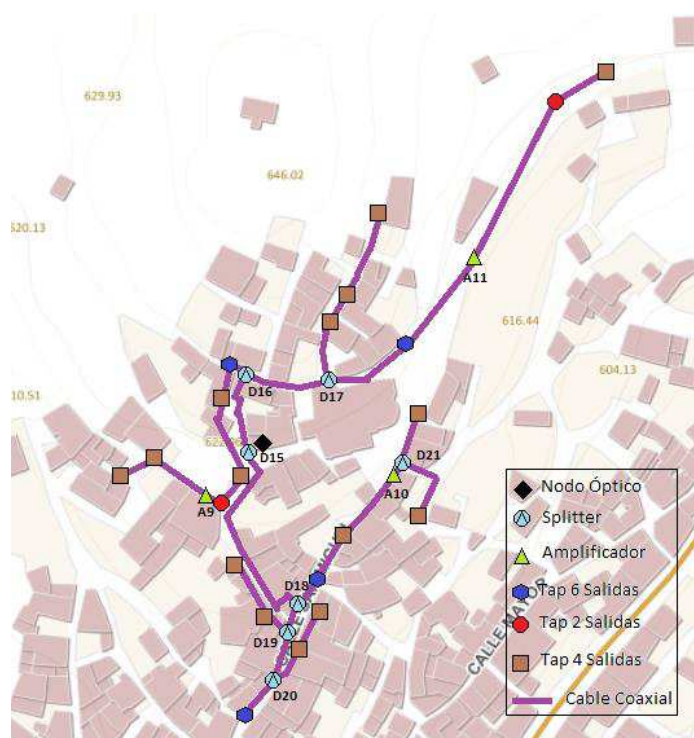 629.93
646.02
620.13
A11
616.44
604.13
D16
D17
10.51
D15
D21
A9
A10
D18
D19
D20
CALLE MAYOR
Nodo Óptico
Splitter
Amplificador
Tap 6 Salidas
Tap 2 Salidas
Tap 4 Salidas
Cable Coaxial